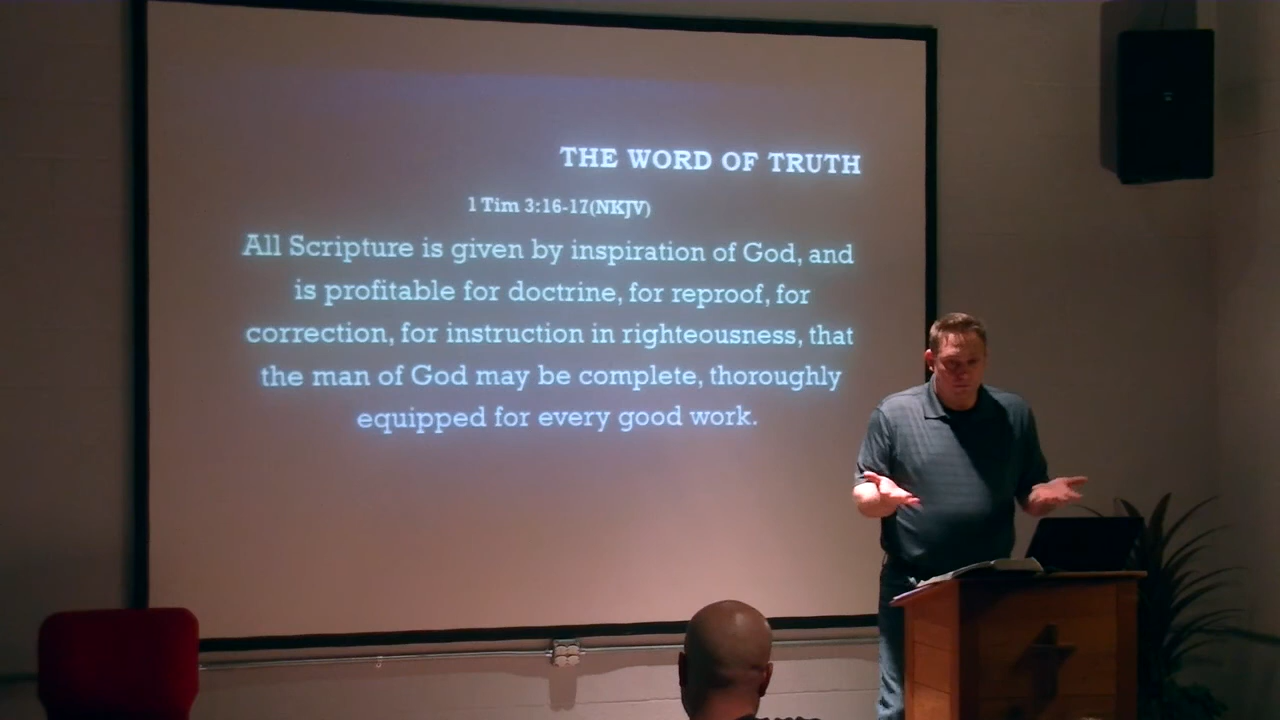 THE WORD OF TRUTH
1 Tim 3:16-17(NKJV)
All Scripture is given by inspiration of God, and
is profitable for doctrine, for reproof, for
correction, for instruction in righteousness, that
the man of God may be complete, thoroughly
equipped for every good work.